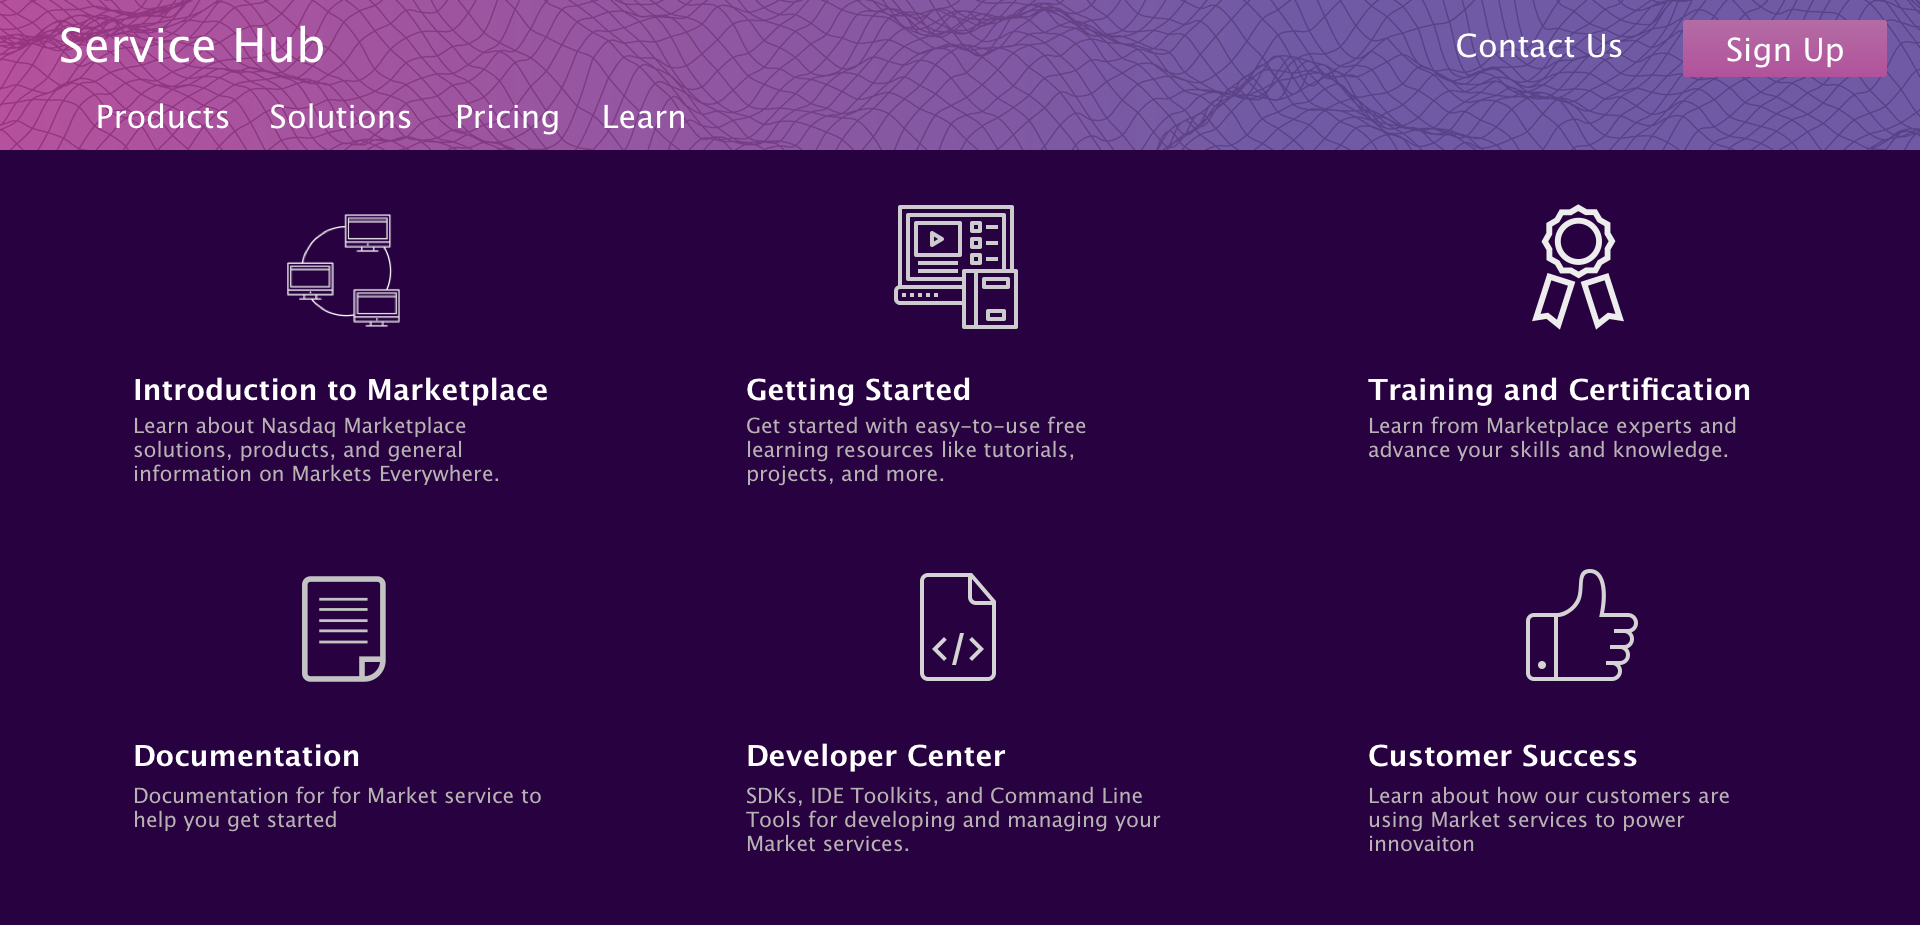 Service Hub
Contact Us
Sign Up
Products
Solutions
Pricing
Learn
Introduction to Marketplace
Learn about Nasdaq Marketplace
solutions, products, and general
information on Markets Everywhere.
Getting Started
Get started with easy-to-use free
learning resources like tutorials,
projects, and more.
Training and Certification
Learn from Marketplace experts and
advance your skills and knowledge.
Documentation
Documentation for for Market service to
help you get started
Developer Center
SDKs, IDE Toolkits, and Command Line
Tools for developing and managing your
Market services.
Customer Success
Learn about how our customers are
using Market services to power
innovaiton